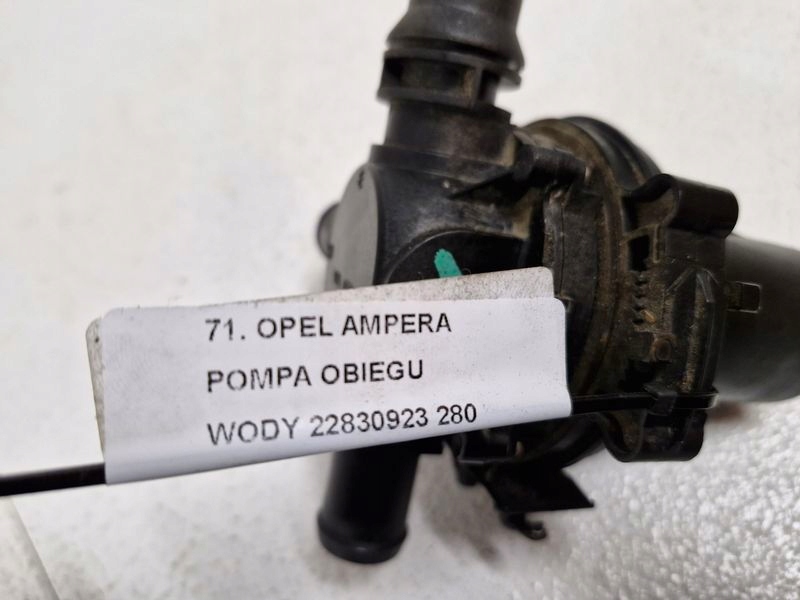 71. OPEL AMPERA
POMPA OBIEGU
WODY 22830923 280